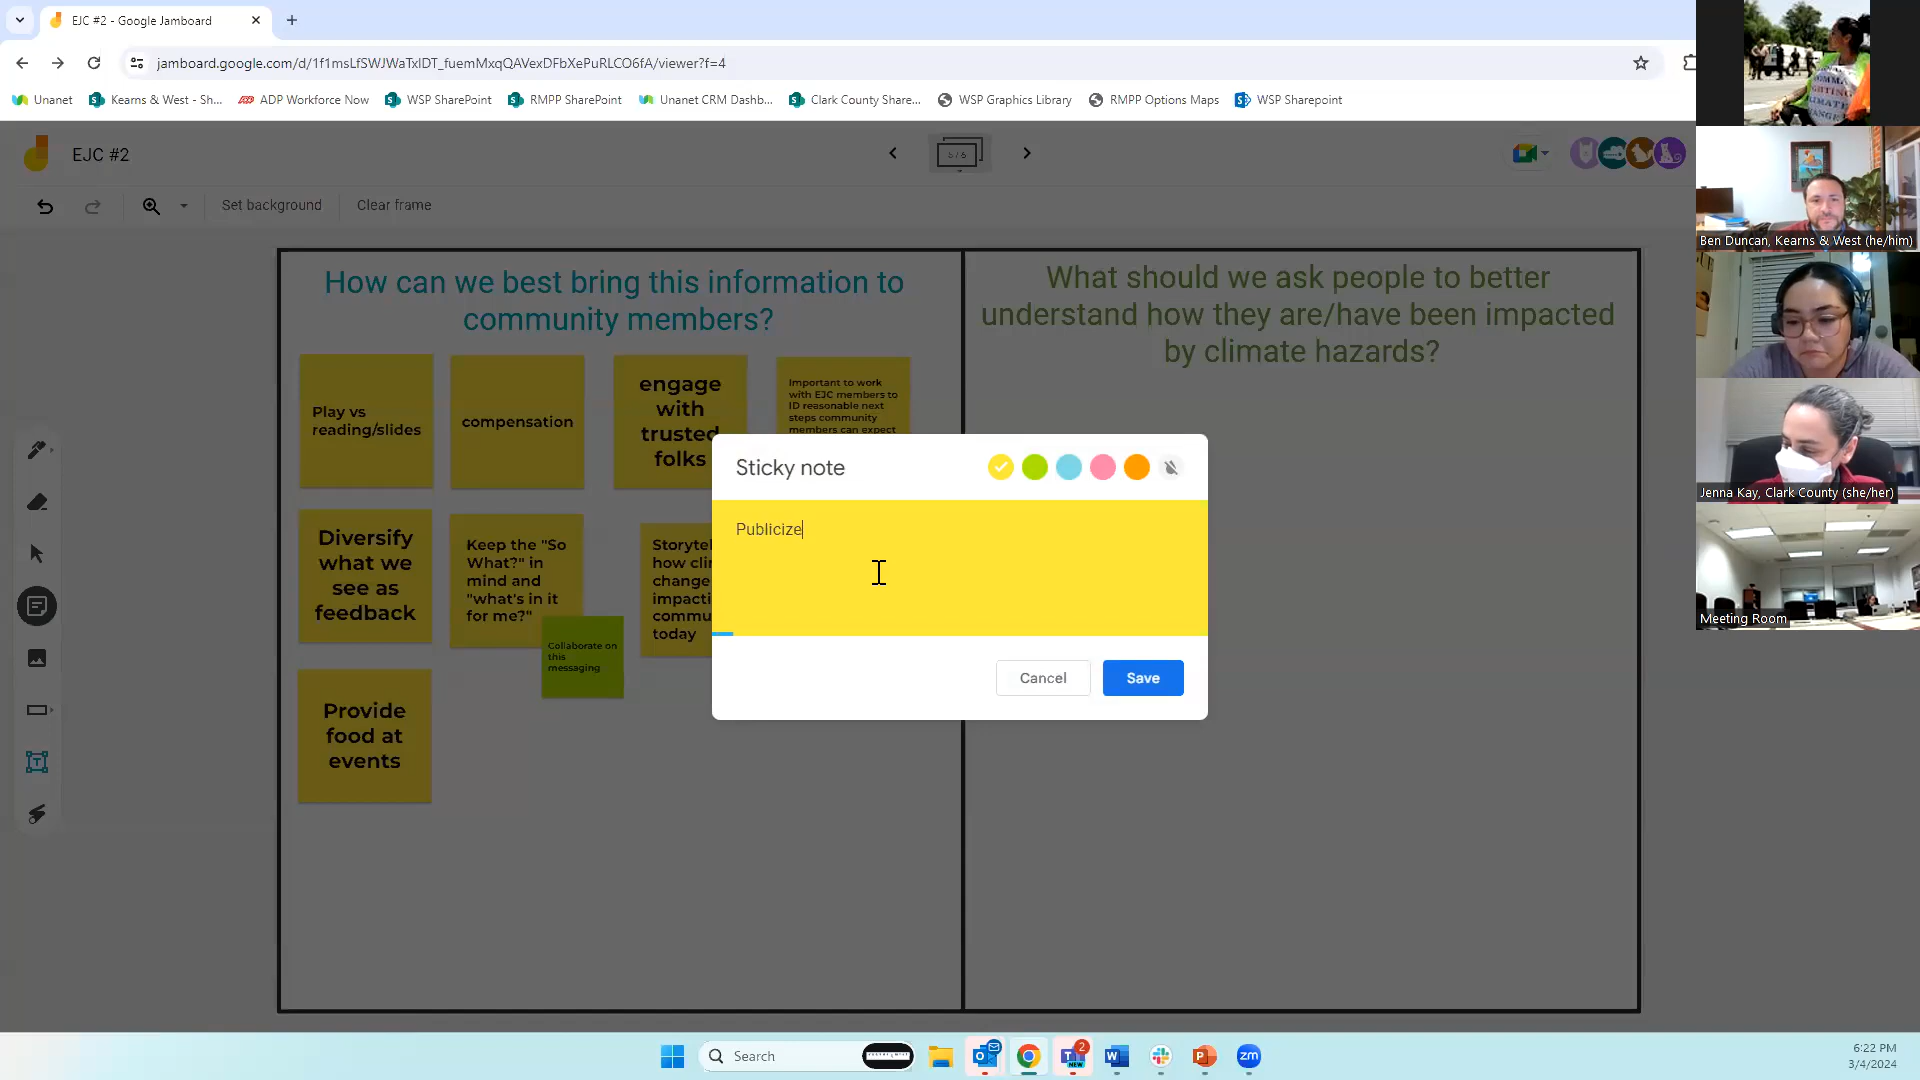 EJC #2 - Google Jamboard
jamboard.google.com/d/1f1msLfSWJWaTxlDT_fuemMxqQAVexDFbXePuRLCO6fA/viewer?f=4
Unanet
Kearns & West - Sh...
ADP Workforce Now
WSP SharePoint
RMPP SharePoint
Unanet CRM Dashb...
Clark County Share...
WSP Graphics Library
RMPP Options Maps
WSP Sharepoint
EJC #2
5 / 6
Set background
Clear frame
How can we best bring this information to
community members?
What should we ask people to better
understand how they are/have been impacted
by climate hazards?
Play vs
reading/slides
compensation
engage
with
trusted
folks
Important to work
with EJC members to
ID reasonable next
steps community
members can expect
Diversify
what we
see as
feedback
Keep the "So
What?" in
mind and
"what's in it
for me?"
Collaborate on
this
messaging
change
today
Provide
food at
events
Sticky note
Publicize
Cancel
Save
Ben Duncan, Kearns & West (he/him)
Jenna Kay, Clark County (she/her)
Meeting Room
Search
2
NEW
6:22 PM
3/4/2024